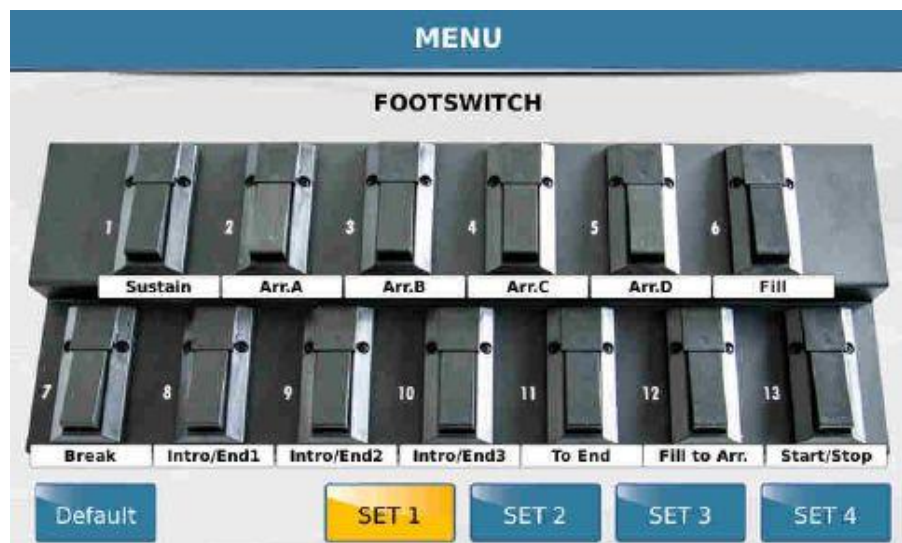 MENU
FOOTSWITCH
1 2 3 4 5 6
Sustain Arr.A Arr.B Arr.C Arr.D Fill
7 8 9 10 11 12 13
Break Intro/End1 Intro/End2 Intro/End3 To End Fill to Arr. Start/Stop
Default SET 1 SET 2 SET 3 SET 4